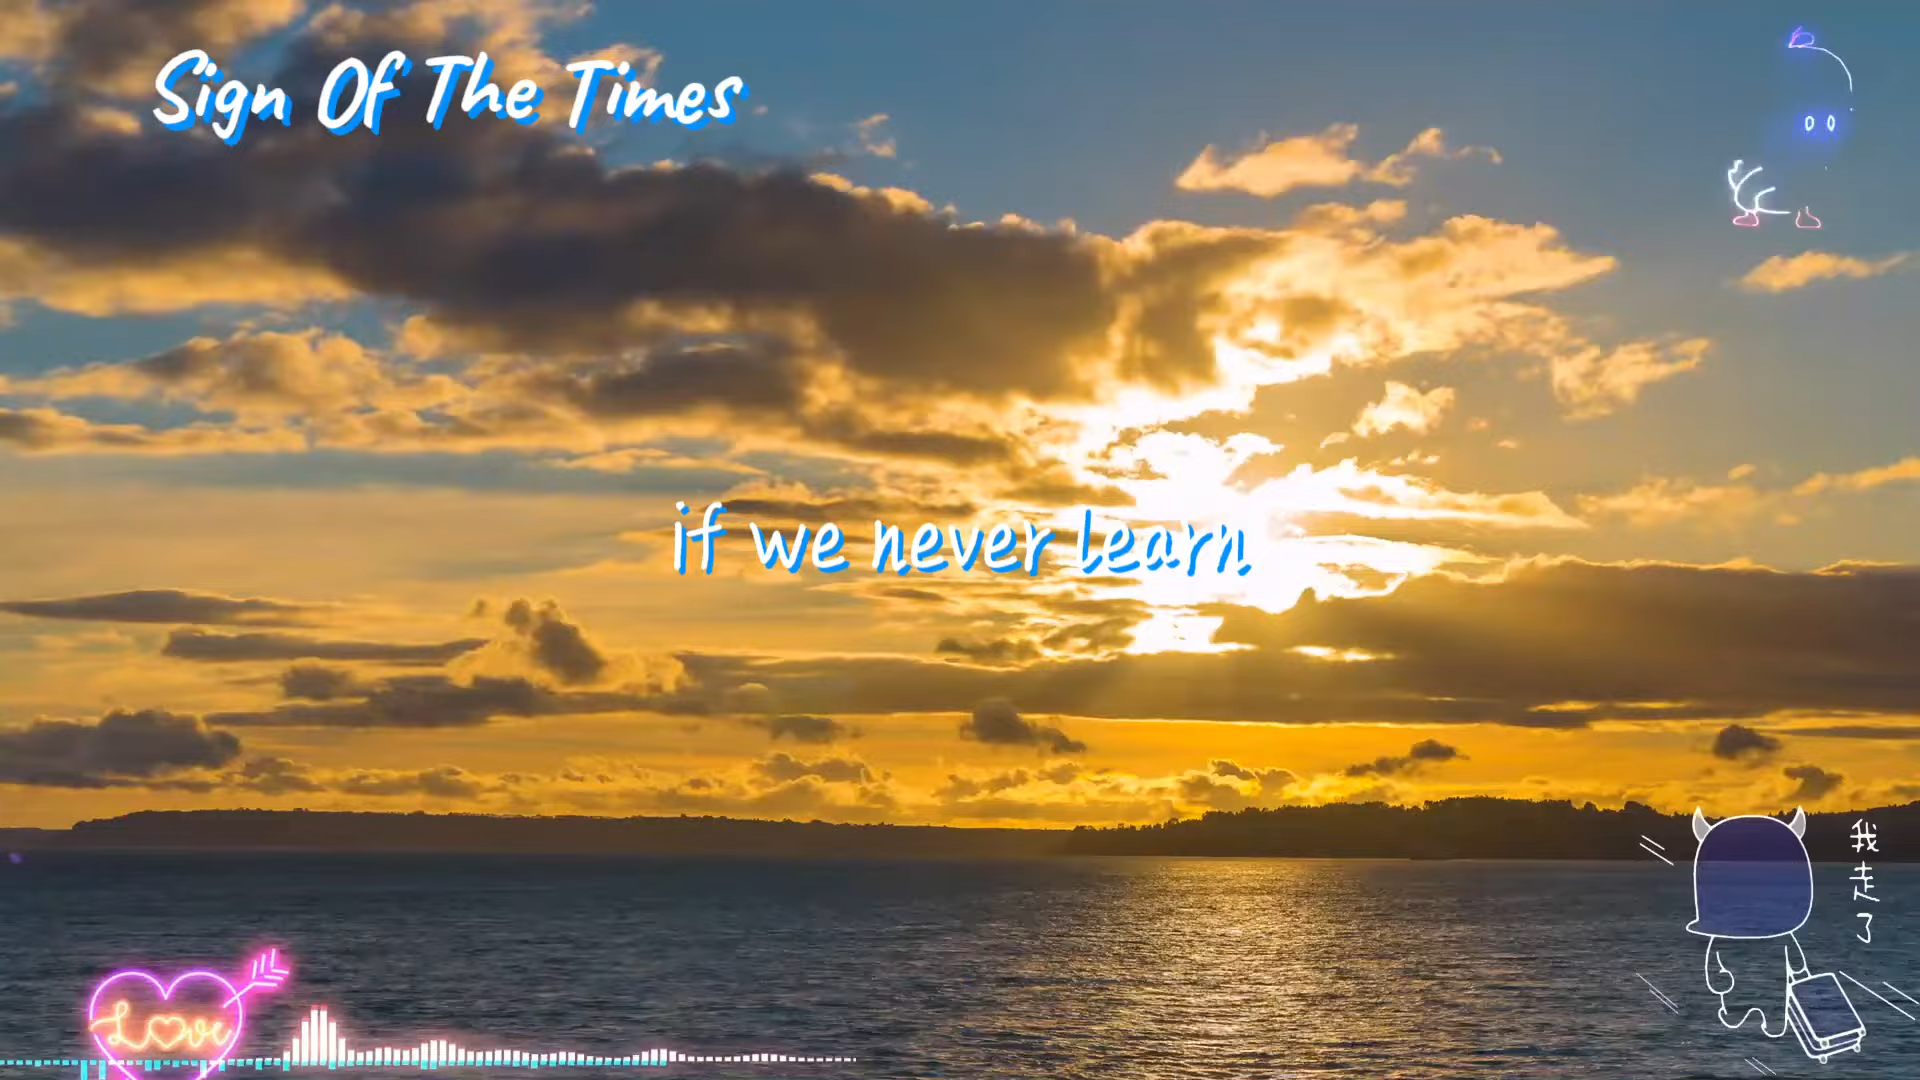 Sign Of The Times
if we never learn
我走了
Love